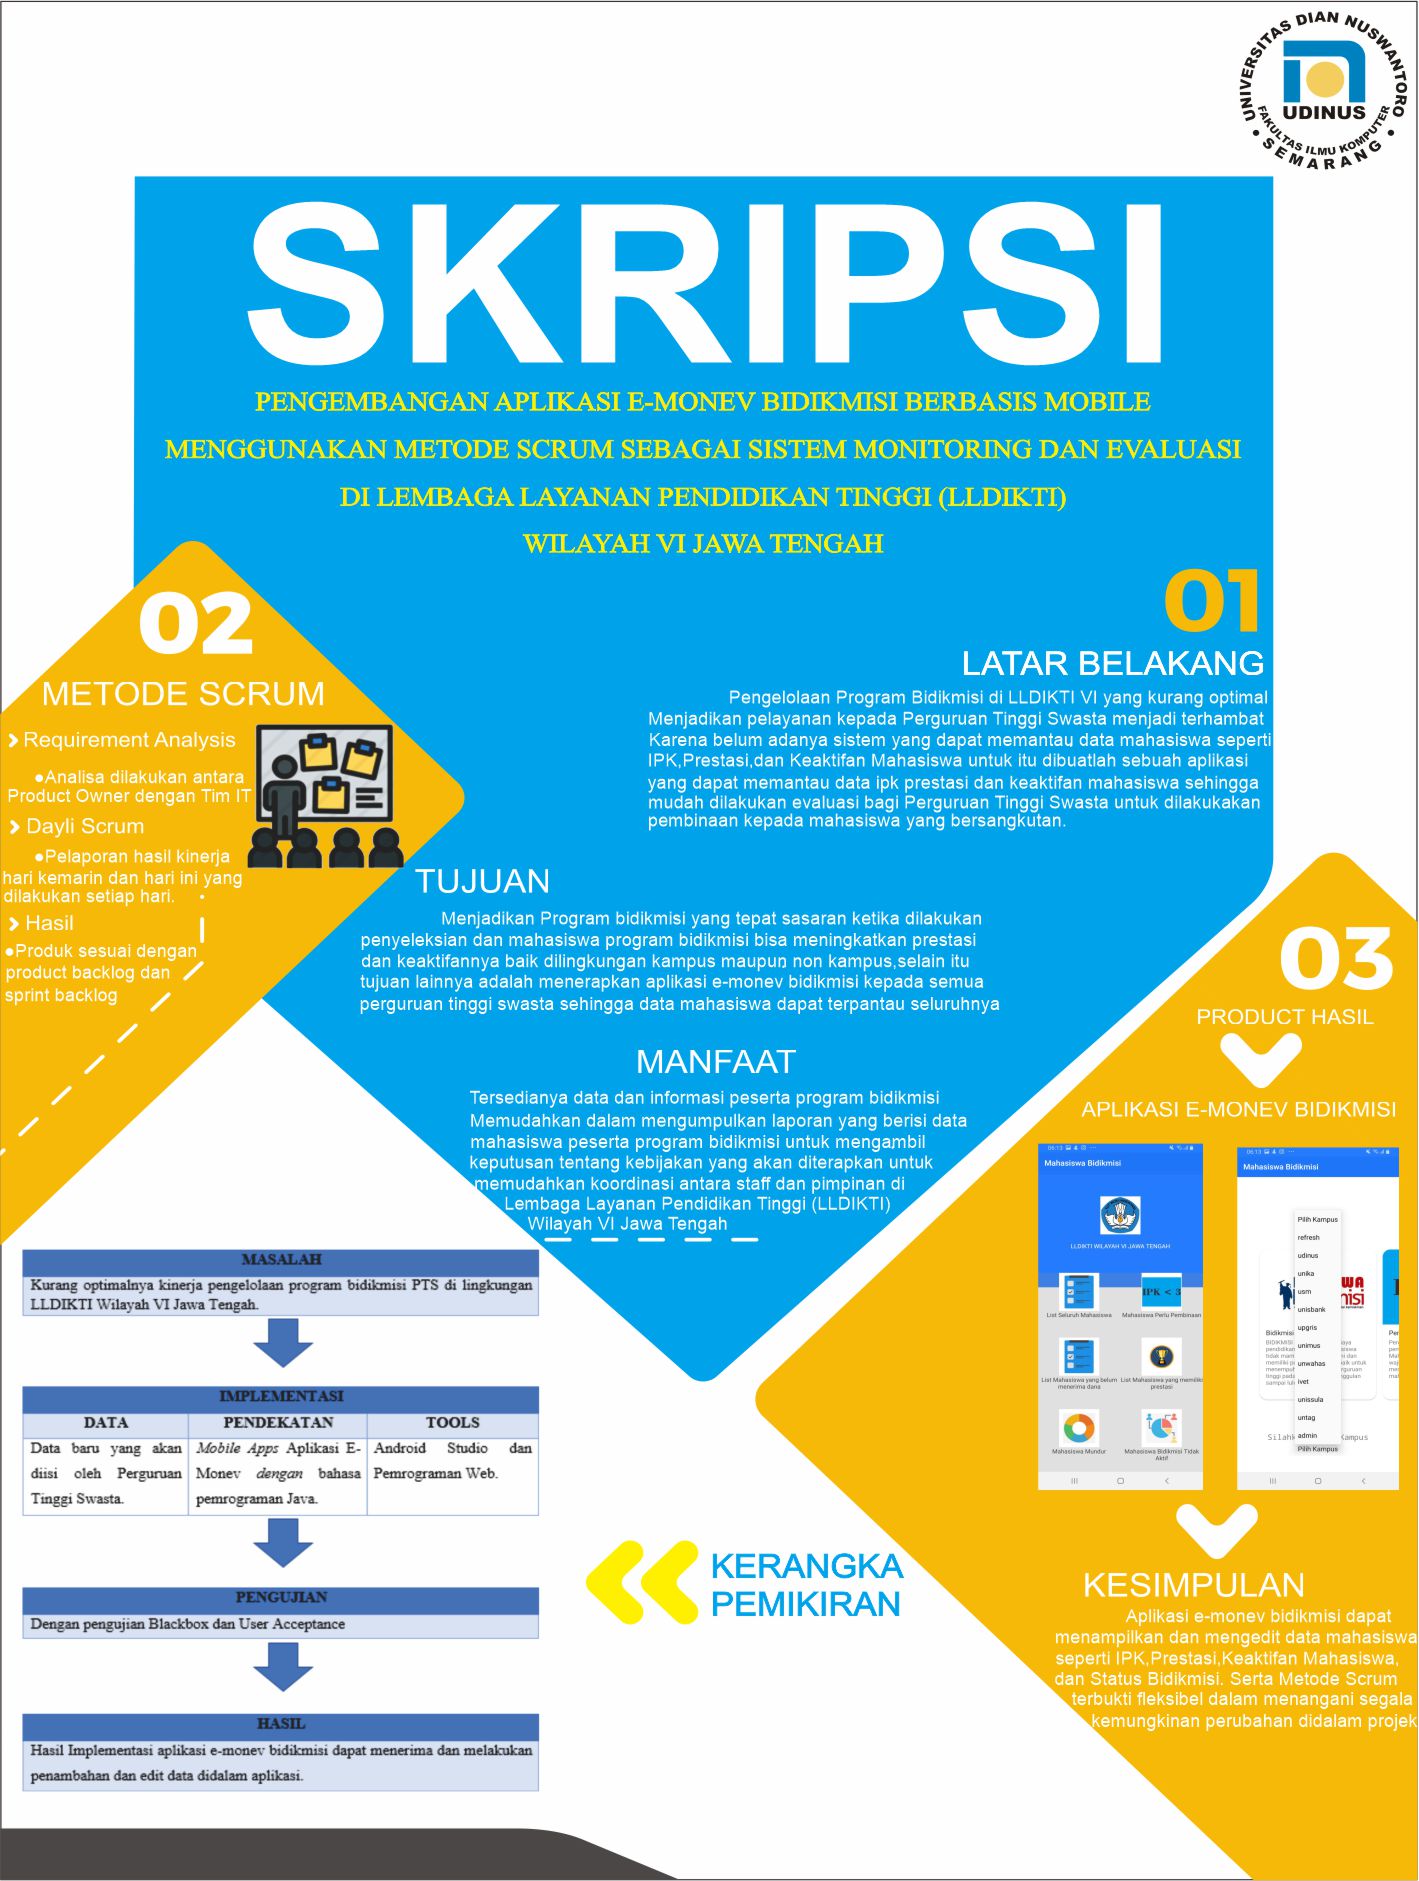 UNIVERSITAS DIAN NUSWANTORO
UDINUS
FAKULTAS ILMU KOMPUTER
• SEMARANG •
SKRIPSI
PENGEMBANGAN APLIKASI E-MONEV BIDIKMISI BERBASIS MOBILE
MENGGUNAKAN METODE SCRUM SEBAGAI SISTEM MONITORING DAN EVALUASI
DI LEMBAGA LAYANAN PENDIDIKAN TINGGI (LLDIKTI)
WILAYAH VI JAWA TENGAH
01
LATAR BELAKANG
Pengelolaan Program Bidikmisi di LLDIKTI VI yang kurang optimal
Menjadikan pelayanan kepada Perguruan Tinggi Swasta menjadi terhambat
Karena belum adanya sistem yang dapat memantau data mahasiswa seperti
IPK,Prestasi,dan Keaktifan Mahasiswa untuk itu dibuatlah sebuah aplikasi
yang dapat memantau data ipk prestasi dan keaktifan mahasiswa sehingga
mudah dilakukan evaluasi bagi Perguruan Tinggi Swasta untuk dilakukakan
pembinaan kepada mahasiswa yang bersangkutan.
02
METODE SCRUM
Requirement Analysis
●Analisa dilakukan antara
Product Owner dengan Tim IT
Dayli Scrum
●Pelaporan hasil kinerja
hari kemarin dan hari ini yang
dilakukan setiap hari.
Hasil
●Produk sesuai dengan
product backlog dan
sprint backlog
TUJUAN
Menjadikan Program bidikmisi yang tepat sasaran ketika dilakukan
penyeleksian dan mahasiswa program bidikmisi bisa meningkatkan prestasi
dan keaktifannya baik dilingkungan kampus maupun non kampus,selain itu
tujuan lainnya adalah menerapkan aplikasi e-monev bidikmisi kepada semua
perguruan tinggi swasta sehingga data mahasiswa dapat terpantau seluruhnya
MANFAAT
Tersedianya data dan informasi peserta program bidikmisi
Memudahkan dalam mengumpulkan laporan yang berisi data
mahasiswa peserta program bidikmisi untuk mengambil
keputusan tentang kebijakan yang akan diterapkan untuk
memudahkan koordinasi antara staff dan pimpinan di
Lembaga Layanan Pendidikan Tinggi (LLDIKTI)
Wilayah VI Jawa Tengah
03
PRODUCT HASIL
APLIKASI E-MONEV BIDIKMISI
06:13
Mahasiswa Bidikmisi
LLDIKTI WILAYAH VI JAWA TENGAH
IPK < 3
List Seluruh Mahasiswa
Mahasiswa Perlu Pembinaan
List Mahasiswa yang belum
menerima dana
List Mahasiswa yang memiliki
prestasi
Mahasiswa Mundur
Mahasiswa Bidikmisi Tidak
Aktif
06:13
Mahasiswa Bidikmisi
Pilih Kampus
refresh
udinus
unika
usm
unisbank
upgris
unimus
unwahas
ivet
unissula
untag
admin
Pilih Kampus
Bidikmisi
MASALAH
Kurang optimalnya kinerja pengelolaan program bidikmisi PTS di lingkungan
LLDIKTI Wilayah VI Jawa Tengah.
IMPLEMENTASI
DATA
PENDEKATAN
TOOLS
Data baru yang akan
diisi oleh Perguruan
Tinggi Swasta.
Mobile Apps Aplikasi E-
Monev dengan bahasa
pemrograman Java.
Android Studio dan
Pemrograman Web.
PENGUJIAN
Dengan pengujian Blackbox dan User Acceptance
HASIL
Hasil Implementasi aplikasi e-monev bidikmisi dapat menerima dan melakukan
penambahan dan edit data didalam aplikasi.
KERANGKA
PEMIKIRAN
KESIMPULAN
Aplikasi e-monev bidikmisi dapat
menampilkan dan mengedit data mahasiswa
seperti IPK,Prestasi,Keaktifan Mahasiswa,
dan Status Bidikmisi. Serta Metode Scrum
terbukti fleksibel dalam menangani segala
kemungkinan perubahan didalam projek